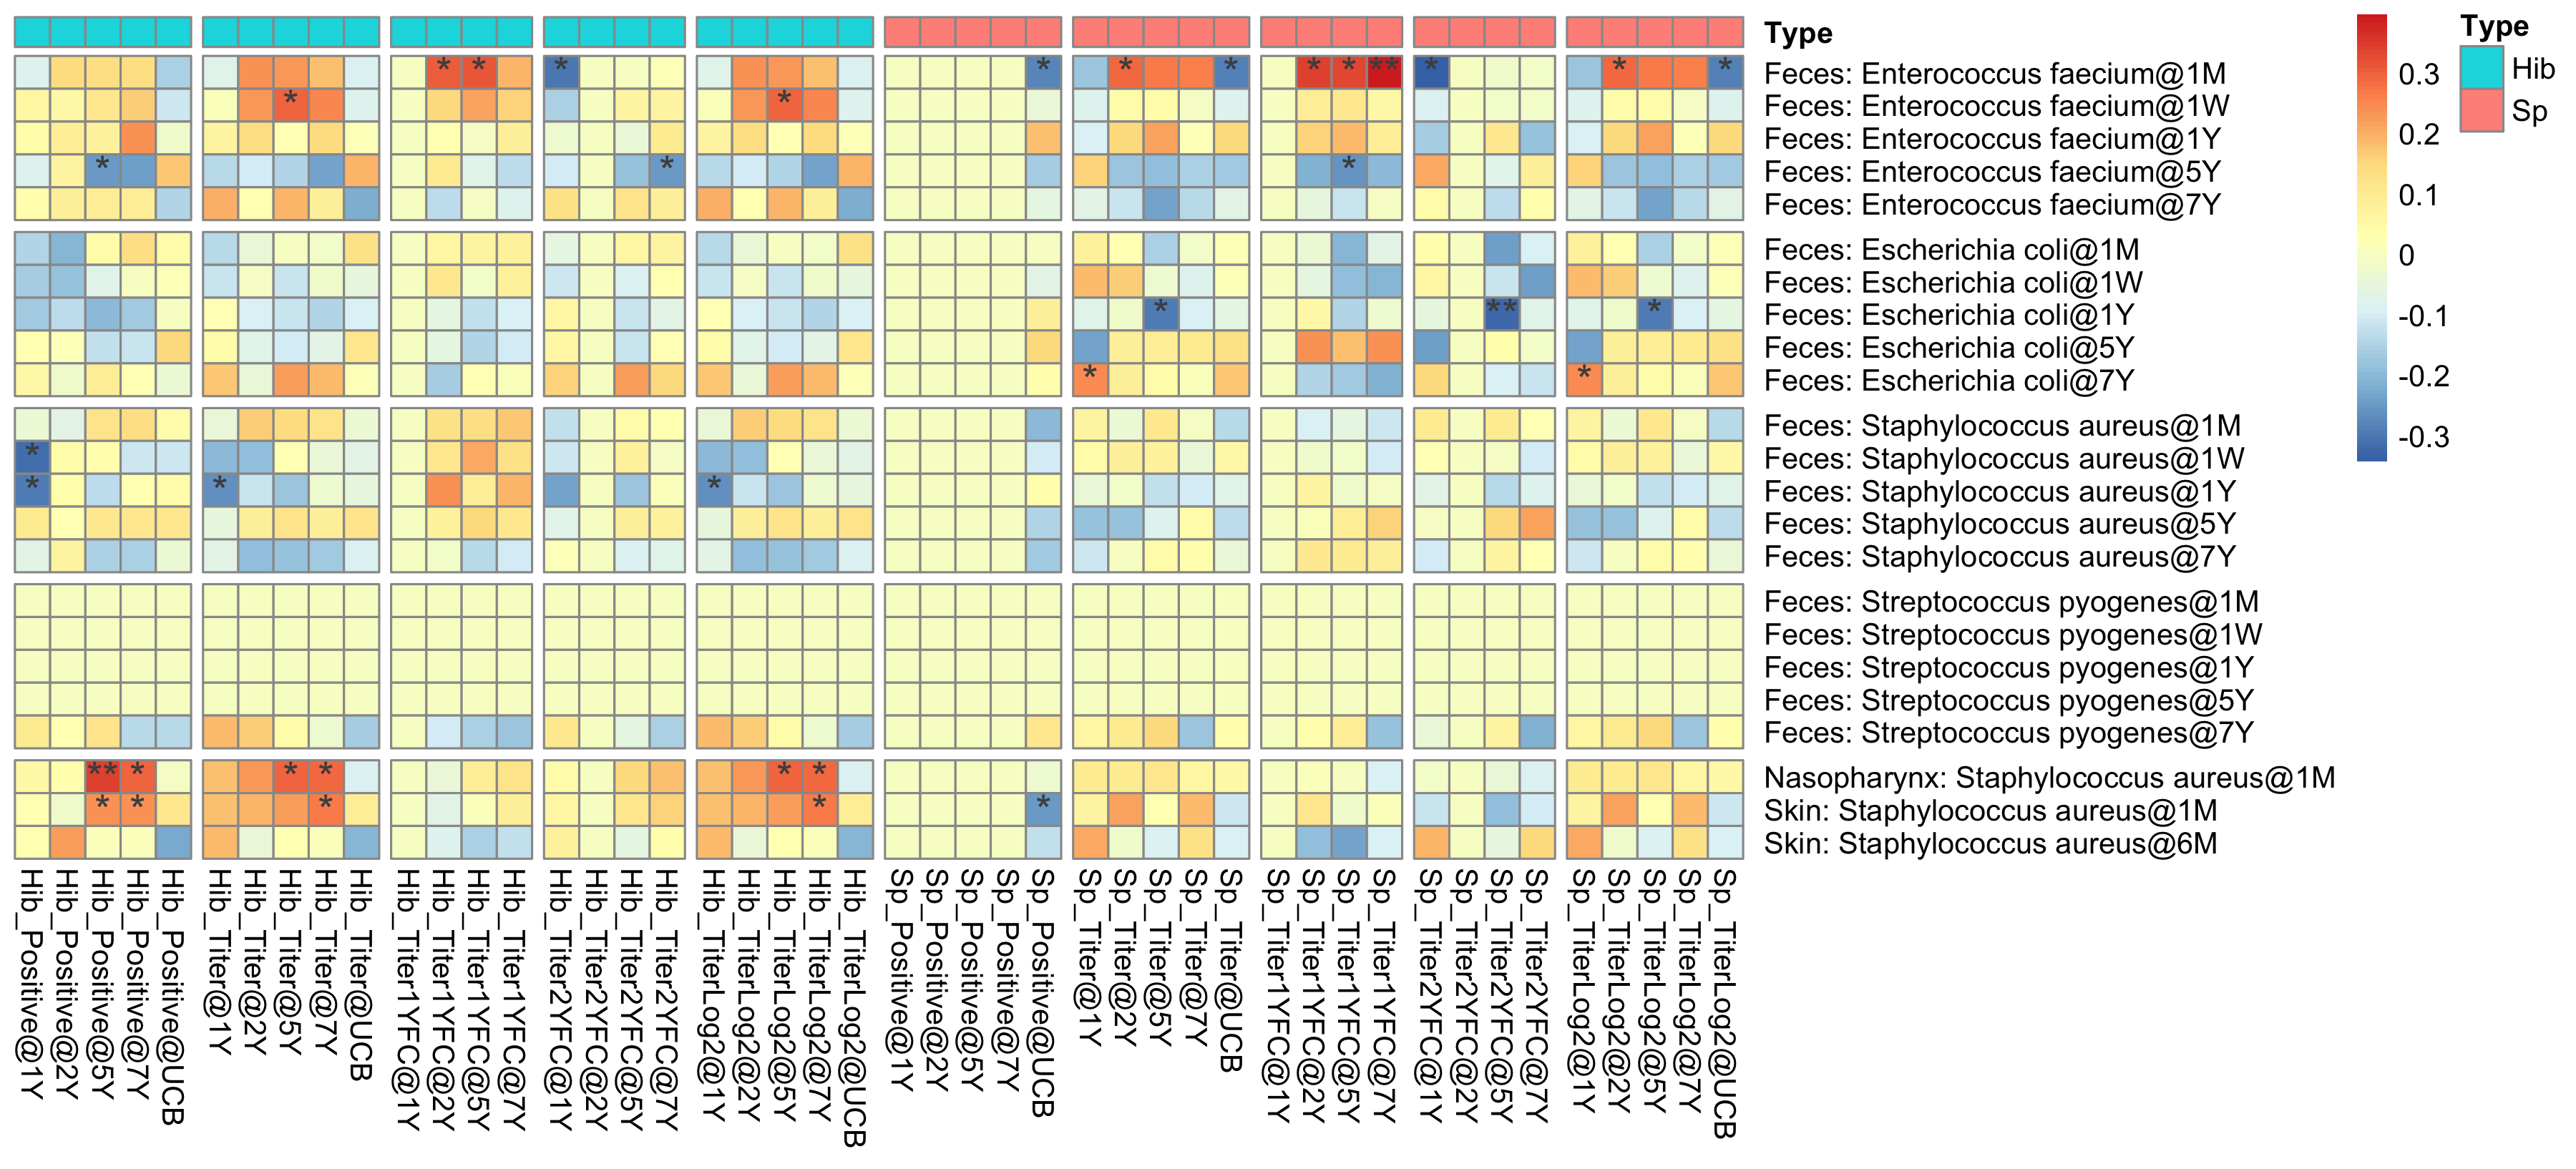 Type
Type
Hib
Sp
0.3
0.2
0.1
0
-0.1
-0.2
-0.3
* * * * * * * * * ** * * *
* *
* * *
* ** *
* *
*
* * *
** * * * * *
* * * * *
Feces: Enterococcus faecium@1M
Feces: Enterococcus faecium@1W
Feces: Enterococcus faecium@1Y
Feces: Enterococcus faecium@5Y
Feces: Enterococcus faecium@7Y
Feces: Escherichia coli@1M
Feces: Escherichia coli@1W
Feces: Escherichia coli@1Y
Feces: Escherichia coli@5Y
Feces: Escherichia coli@7Y
Feces: Staphylococcus aureus@1M
Feces: Staphylococcus aureus@1W
Feces: Staphylococcus aureus@1Y
Feces: Staphylococcus aureus@5Y
Feces: Staphylococcus aureus@7Y
Feces: Streptococcus pyogenes@1M
Feces: Streptococcus pyogenes@1W
Feces: Streptococcus pyogenes@1Y
Feces: Streptococcus pyogenes@5Y
Feces: Streptococcus pyogenes@7Y
Nasopharynx: Staphylococcus aureus@1M
Skin: Staphylococcus aureus@1M
Skin: Staphylococcus aureus@6M
Hib_Positive@1Y
Hib_Positive@2Y
Hib_Positive@5Y
Hib_Positive@7Y
Hib_Positive@UCB
Hib_Titer@1Y
Hib_Titer@2Y
Hib_Titer@5Y
Hib_Titer@7Y
Hib_Titer@UCB
Hib_Titer1YFC@1Y
Hib_Titer1YFC@2Y
Hib_Titer1YFC@5Y
Hib_Titer1YFC@7Y
Hib_Titer2YFC@1Y
Hib_Titer2YFC@2Y
Hib_Titer2YFC@5Y
Hib_Titer2YFC@7Y
Hib_TiterLog2@1Y
Hib_TiterLog2@2Y
Hib_TiterLog2@5Y
Hib_TiterLog2@7Y
Hib_TiterLog2@UCB
Sp_Positive@1Y
Sp_Positive@2Y
Sp_Positive@5Y
Sp_Positive@7Y
Sp_Positive@UCB
Sp_Titer@1Y
Sp_Titer@2Y
Sp_Titer@5Y
Sp_Titer@7Y
Sp_Titer@UCB
Sp_Titer1YFC@1Y
Sp_Titer1YFC@2Y
Sp_Titer1YFC@5Y
Sp_Titer1YFC@7Y
Sp_Titer2YFC@1Y
Sp_Titer2YFC@2Y
Sp_Titer2YFC@5Y
Sp_Titer2YFC@7Y
Sp_TiterLog2@1Y
Sp_TiterLog2@2Y
Sp_TiterLog2@5Y
Sp_TiterLog2@7Y
Sp_TiterLog2@UCB